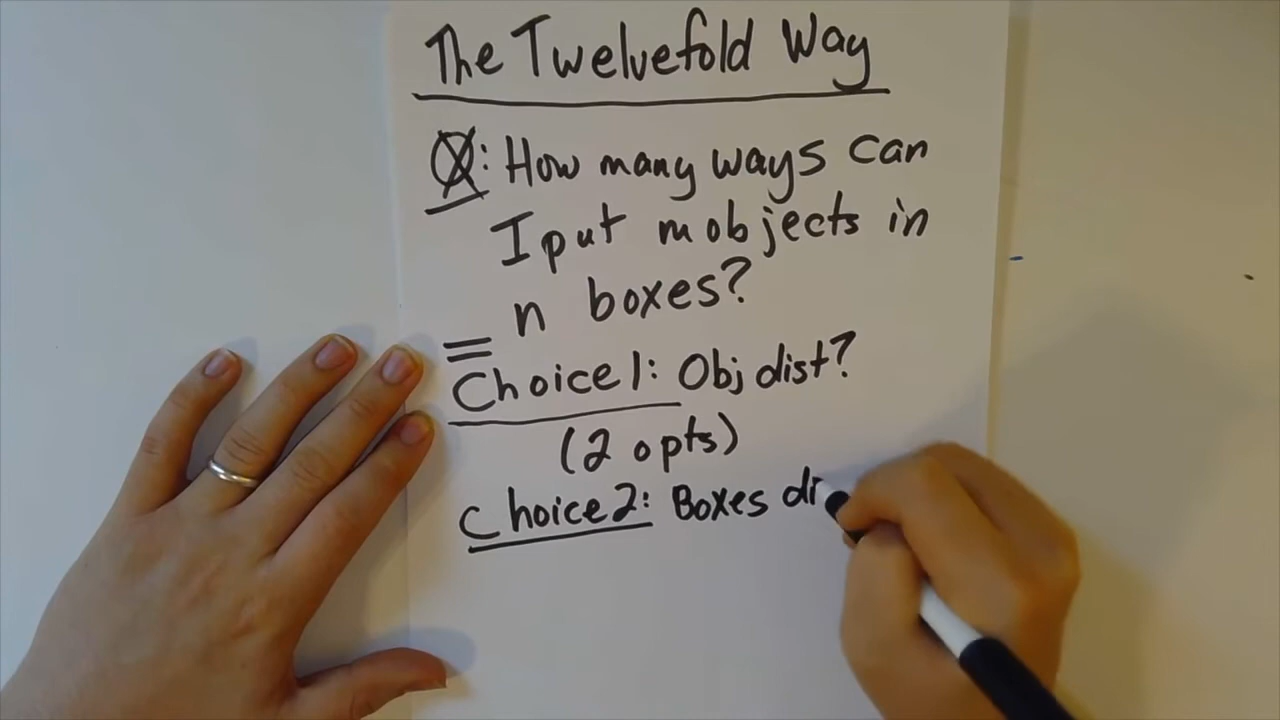 The Twelvefold Way
Q: How many ways can
I put m objects in
n boxes?
Choice 1: Obj dist?
(2 opts)
Choice 2: Boxes di